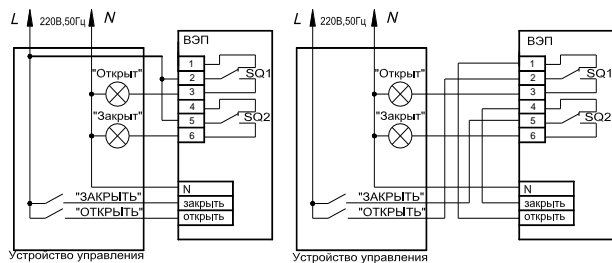 L 220В,50Гц N
ВЭП
1
"Открыт" 2 SQ1
3
"Закрыт" 4
5 SQ2
6
N
"ЗАКРЫТЬ" закрыть
"ОТКРЫТЬ" открыть
Устройство управления
L 220В,50Гц N
ВЭП
1
"Открыт" 2 SQ1
3
"Закрыт" 4
5 SQ2
6
N
"ЗАКРЫТЬ" закрыть
"ОТКРЫТЬ" открыть
Устройство управления